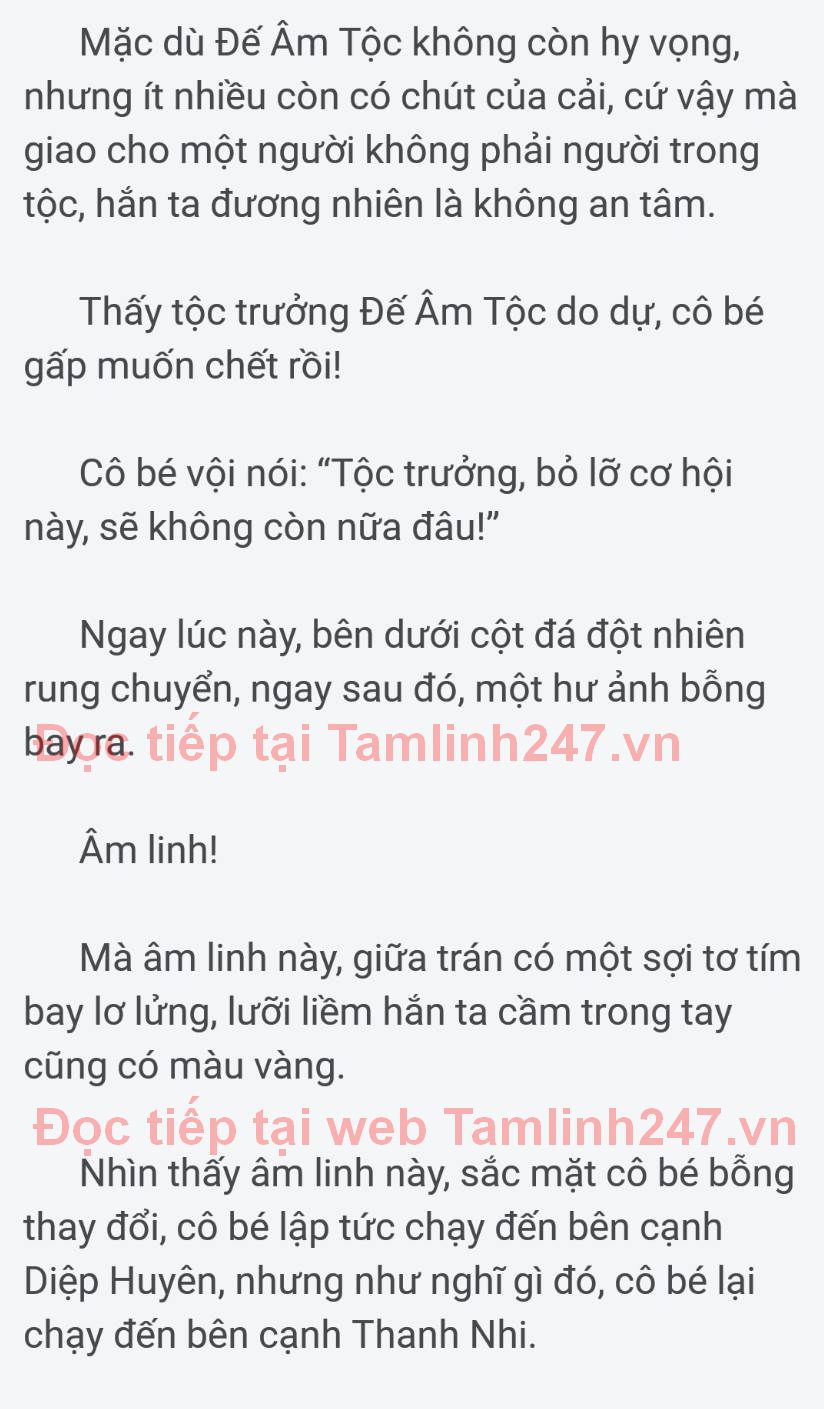 Mặc dù Đế Âm Tộc không còn hy vọng,
nhưng ít nhiều còn có chút của cải, cứ vậy mà
giao cho một người không phải người trong
tộc, hắn ta đương nhiên là không an tâm.
Thấy tộc trưởng Đế Âm Tộc do dự, cô bé
gấp muốn chết rồi!
Cô bé vội nói: “Tộc trưởng, bỏ lỡ cơ hội
này, sẽ không còn nữa đâu!”
Ngay lúc này, bên dưới cột đá đột nhiên
rung chuyển, ngay sau đó, một hư ảnh bỗng
bay ra.
Đọc tiếp tại Tamlinh247.vn
Âm linh!
Mà âm linh này, giữa trán có một sợi tơ tím
bay lơ lửng, lưỡi liềm hắn ta cầm trong tay
cũng có màu vàng.
Đọc tiếp tại web Tamlinh247.vn
Nhìn thấy âm linh này, sắc mặt cô bé bỗng
thay đổi, cô bé lập tức chạy đến bên cạnh
Diệp Huyên, nhưng như nghĩ gì đó, cô bé lại
chạy đến bên cạnh Thanh Nhi.